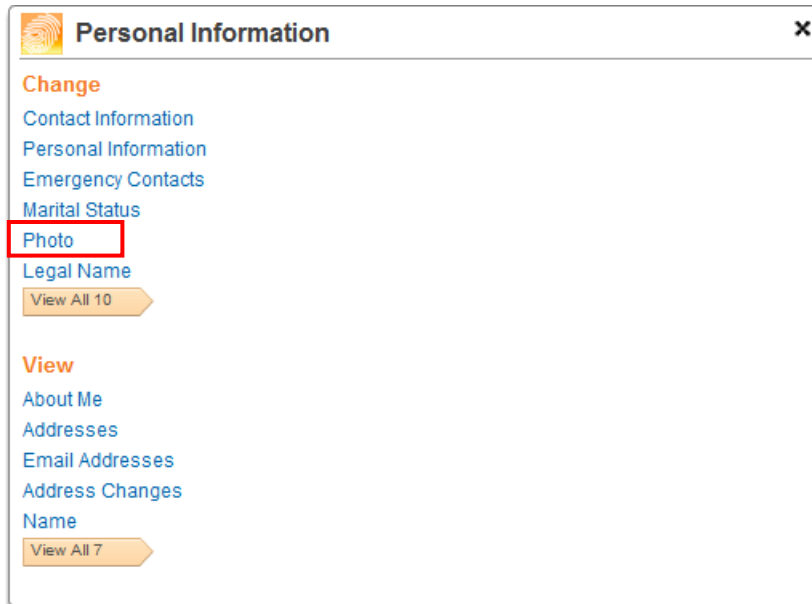 Personal Information
Change
Contact Information
Personal Information
Emergency Contacts
Marital Status
Photo
Legal Name
View All 10
View
About Me
Addresses
Email Addresses
Address Changes
Name
View All 7